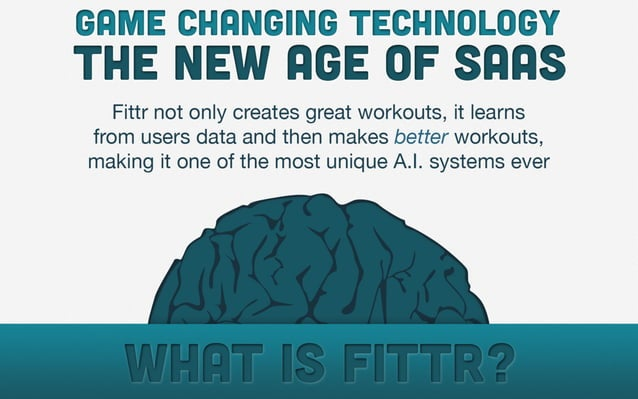 GAME CHANGING TECHNOLOGY
THE NEW AGE OF SAAS
Fittr not only creates great workouts, it learns
from users data and then makes better workouts,
making it one of the most unique A.I. systems ever
WHAT IS FITTR?